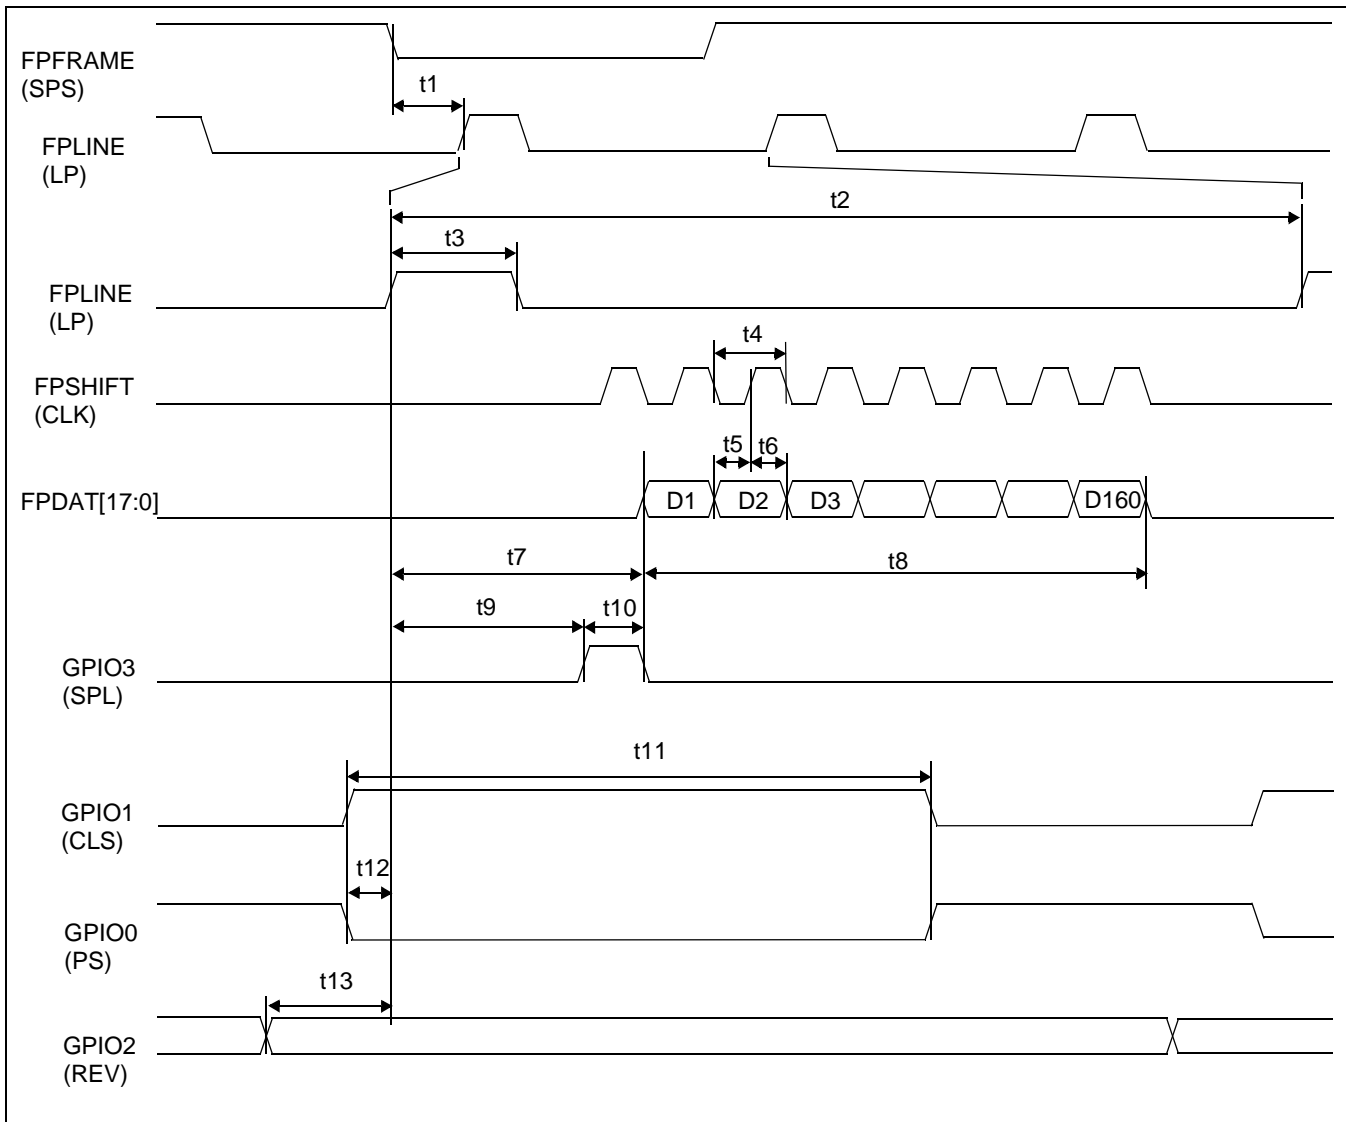 FPFRAME
(SPS)
t1
FPLINE
(LP)
t2
t3
FPLINE
(LP)
t4
FPSHIFT
(CLK)
t5 t6
FPDAT[17:0]
D1 D2 D3 D160
t7
t8
t9
t10
GPIO3
(SPL)
t11
GPIO1
(CLS)
t12
GPIO0
(PS)
t13
GPIO2
(REV)